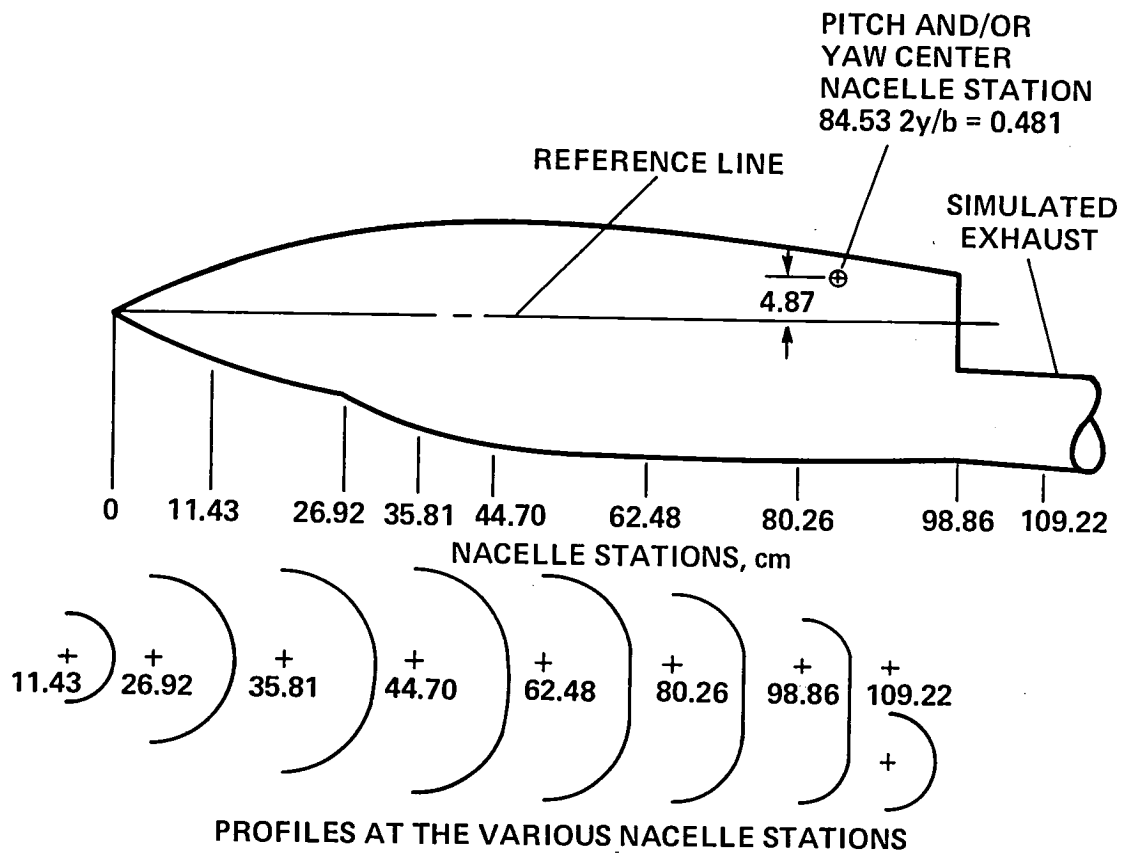 PITCH AND/OR
YAW CENTER
NACELLE STATION
84.53 2y/b = 0.481
REFERENCE LINE
SIMULATED
EXHAUST
4.87
0 11.43 26.92 35.81 44.70 62.48 80.26 98.86 109.22
NACELLE STATIONS, cm
11.43 26.92 35.81 44.70 62.48 80.26 98.86 109.22
PROFILES AT THE VARIOUS NACELLE STATIONS